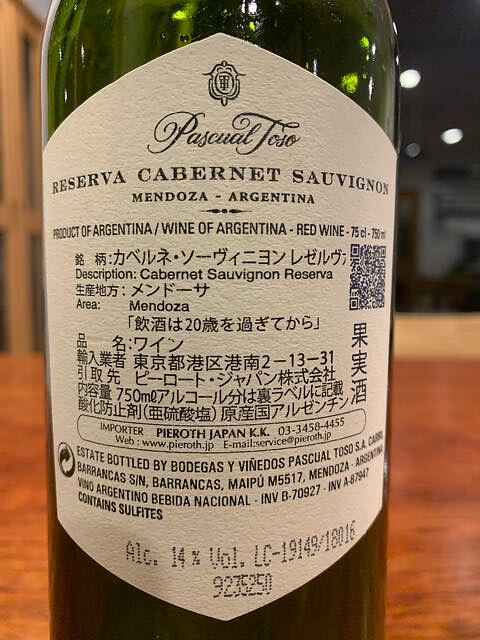 Pascual Toso
RESERVA CABERNET SAUVIGNON
MENDOZA - ARGENTINA
PRODUCT OF ARGENTINA / WINE OF ARGENTINA - RED WINE - 75 cl - 750 ml
銘 柄:カベルネ・ソーヴィニヨン レゼルヴァ
Description: Cabernet Sauvignon Reserva
生産地方:メンドーサ
Area: Mendoza
「飲酒は20歳を過ぎてから」
果実酒
品 名:ワイン
輸入業者 東京都港区港南2-13-31
引取先 ピーロート・ジャパン株式会社
内容量 750mℓアルコール分は裏ラベルに記載
酸化防止剤(亜硫酸塩) 原産国アルゼンチン
IMPORTER PIEROTH JAPAN K.K. 03-3458-4455
Web : www.pieroth.jp E-mail:service@pieroth.jp
ESTATE BOTTLED BY BODEGAS Y VIÑEDOS PASCUAL TOSO S.A. CARRIL
BARRANCAS S/N, BARRANCAS, MAIPÚ M5517, MENDOZA - ARGENTINA
VINO ARGENTINO BEBIDA NACIONAL - INV B-70927 - INV A-87947
CONTAINS SULFITES
Alc. 14% Vol. LC-19149/18016
9235250